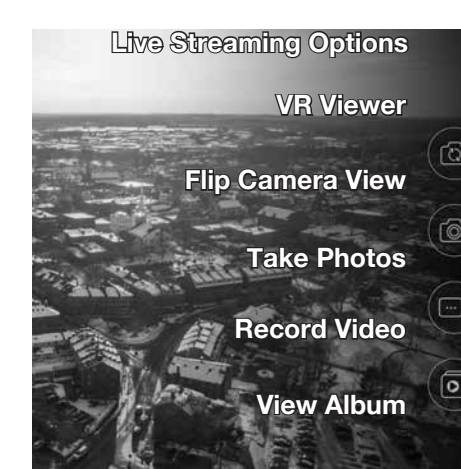 Live Streaming Options
VR Viewer
Flip Camera View
Take Photos
Record Video
View Album